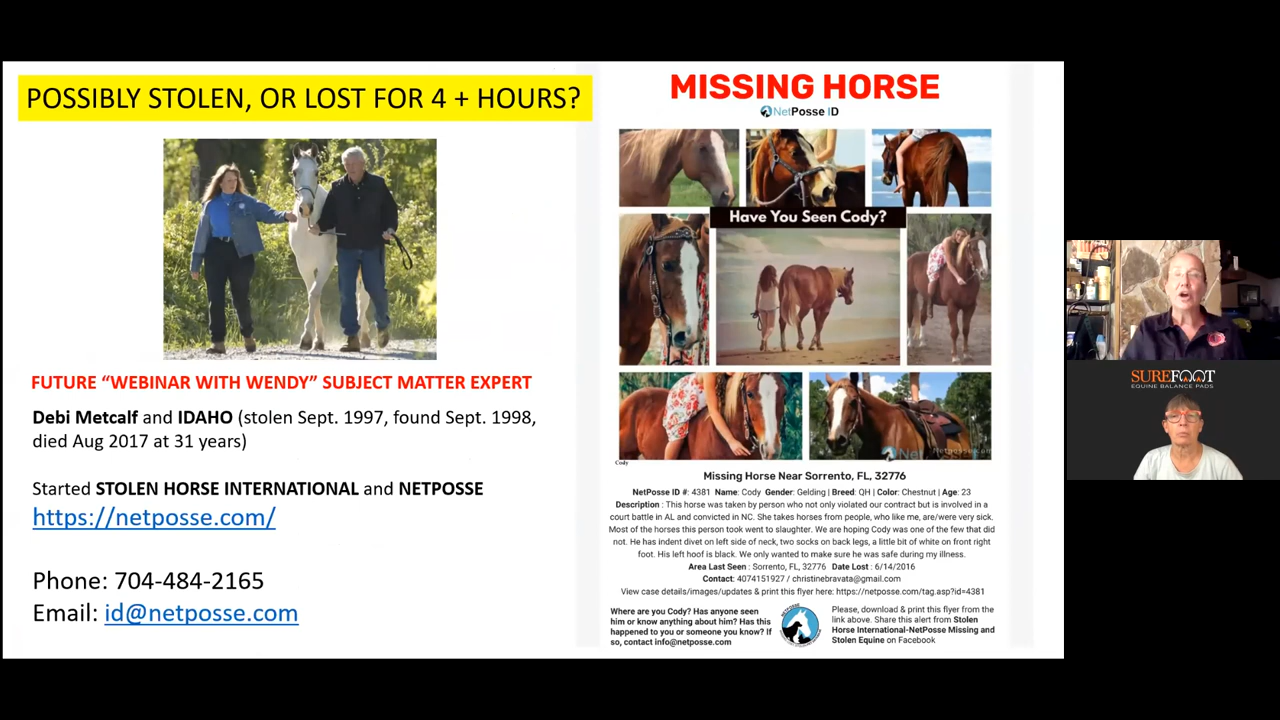 POSSIBLY STOLEN, OR LOST FOR 4 + HOURS?
FUTURE “WEBINAR WITH WENDY” SUBJECT MATTER EXPERT
Debi Metcalf and IDAHO (stolen Sept. 1997, found Sept. 1998,
died Aug 2017 at 31 years)
Started STOLEN HORSE INTERNATIONAL and NETPOSSE
https://netposse.com/
Phone: 704-484-2165
Email: id@netposse.com
MISSING HORSE
NetPosse ID
Have You Seen Cody?
Netposse.com
Cody
Missing Horse Near Sorrento, FL, 32776
NetPosse ID #: 4381 Name: Cody Gender: Gelding | Breed: QH | Color: Chestnut | Age: 23
Description : This horse was taken by person who not only violated our contract but is involved in a
court battle in AL and convicted in NC. She takes horses from people, who like me, are/were very sick.
Most of the horses this person took went to slaughter. We are hoping Cody was one of the few that did
not. He has indent divet on left side of neck, two socks on back legs, a little bit of white on front right
foot. His left hoof is black. We only wanted to make sure he was safe during my illness.
Area Last Seen : Sorrento, FL, 32776 Date Lost : 6/14/2016
Contact: 4074151927 / christinebravata@gmail.com
View case details/images/updates & print this flyer here: https://netposse.com/tag.asp?id=4381
Where are you Cody? Has anyone seen
him or know anything about him? Has this
happened to you or someone you know? If
so, contact info@netposse.com
Please, download & print this flyer from the
link above. Share this alert from Stolen
Horse International-NetPosse Missing and
Stolen Equine on Facebook
SUREFOOT
EQUINE BALANCE PADS